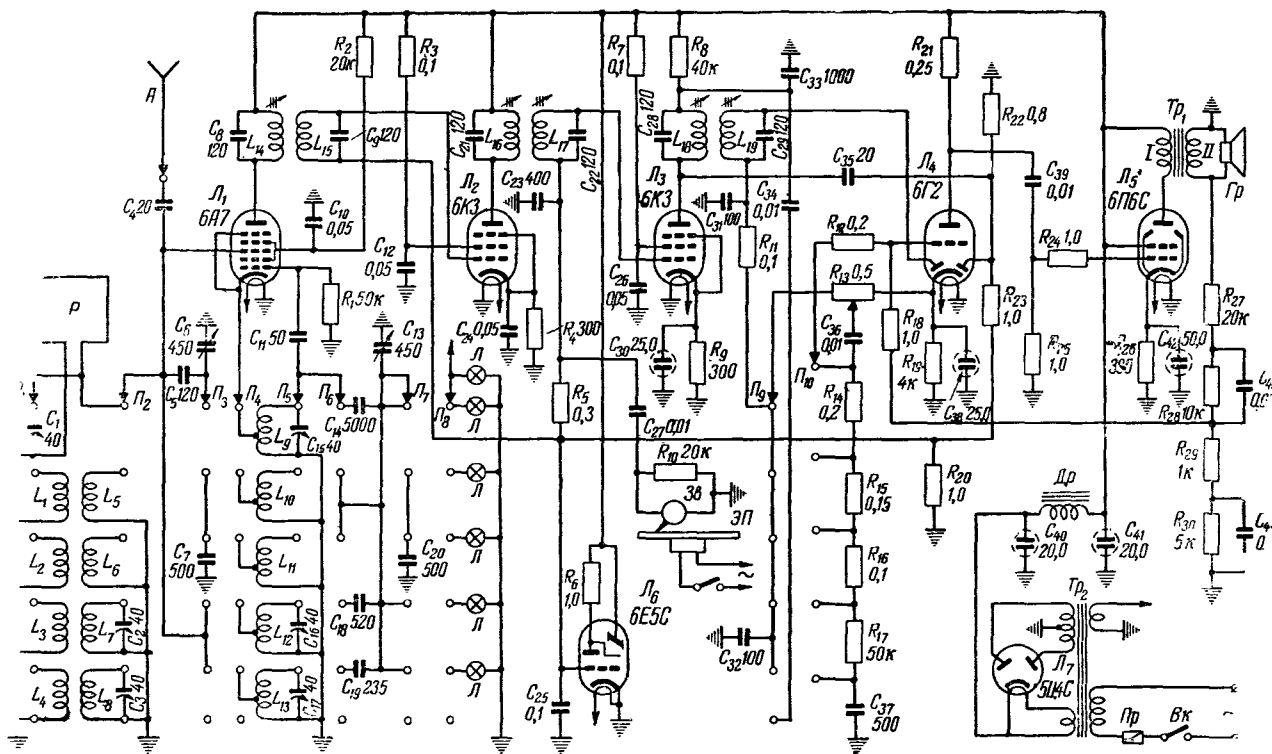 R₂ 20к
R₃ 0,1
R₇ 0,1
R₈ 40к
C₃₃ 1000
R₂₁ 0,25
R₂₂ 0,8
Тр₁
I
II
Гр
А
C₈ 120
L₁₄
L₁₅
C₉ 120
C₂₁ 120
L₁₆
L₁₇
C₂₂ 120
C₂₈ 120
L₁₈
L₁₉
C₂₉ 120
C₃₅ 20
Л₁ 6А7
C₄ 20
C₁₀ 0,05
C₁₂ 0,05
Л₂ 6К3
C₂₃ 400
Л₃ 6К3
C₃₁ 100
C₃₄ 0,01
Л₄ 6Г2
C₃₉ 0,01
Л₅ 6П6С
R₁₁ 0,1
R₁₂ 0,2
R₂₄ 1,0
R₁₃ 0,5
C₂₆ 0,05
R₂₃ 1,0
R₂₇ 20к
Р
C₆ 450
R₁ 50к
C₁₁ 50
C₁₃ 450
C₂₄ 0,05
R₄ 300
C₃₀ 25,0
R₉ 300
C₃₆ 0,01
R₁₈ 1,0
R₁₉ 4к
C₃₈ 25,0
1,0
C₄₂ 50,0
R₂₈ 10к
C₁ 40
П₂
C₅ 120
П₃
П₄
П₅
П₆
П₇
П₈
Л
R₅ 0,3
П₉
П₁₀
R₁₄ 0,2
L₉
C₁₅ 40
C₁₄ 5000
Л
C₂₇ 0,01
R₁₀ 20к
Зв
ЭП
R₂₀ 1,0
R₂₉ 1к
L₁
L₅
L₁₀
Л
R₁₅ 0,15
Др
C₄₀ 20,0
C₄₁ 20,0
R₃₀ 5к
L₂
L₆
C₇ 500
L₁₁
C₂₀ 500
Л
R₆ 1,0
Л₆ 6Е5С
~
R₁₆ 0,1
Тр₂
L₃
L₇
C₂ 40
L₁₂
C₁₆ 40
C₁₈ 520
Л
C₃₂ 100
R₁₇ 50к
Л₇ 5Ц4С
L₄
L₈
C₃ 40
L₁₃
C₁₇ 40
C₁₉ 235
Л
C₂₅ 0,1
C₃₇ 500
Пр
Вк